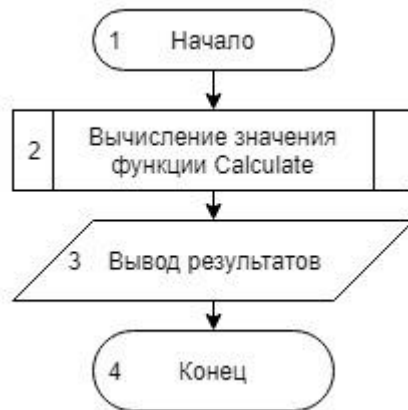 1 Начало
2 Вычисление значения
функции Calculate
3 Вывод результатов
4 Конец